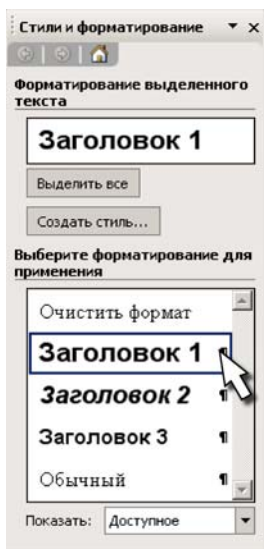 Стили и форматирование
Форматирование выделенного
текста
Заголовок 1
Выделить все
Создать стиль...
Выберите форматирование для
применения
Очистить формат
Заголовок 1 ¶
Заголовок 2 ¶
Заголовок 3 ¶
Обычный ¶
Показать: Доступное